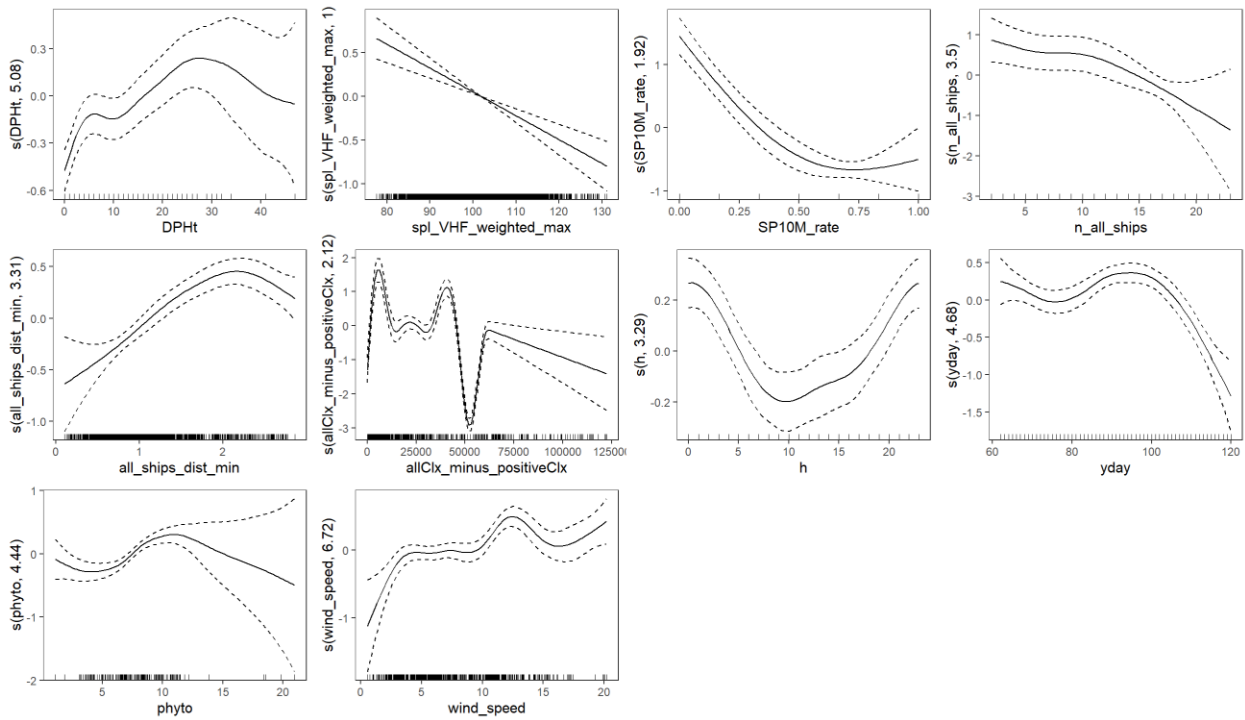 s(DPHt, 5.08)
0.3
0.0
-0.3
-0.6
0 10 20 30 40
DPHt
s(spl_VHF_weighted_max, 1)
0.5
0.0
-0.5
-1.0
80 90 100 110 120 130
spl_VHF_weighted_max
s(SP10M_rate, 1.92)
1
0
-1
0.00 0.25 0.50 0.75 1.00
SP10M_rate
s(n_all_ships, 3.5)
1
0
-1
-2
-3
5 10 15 20
n_all_ships
s(all_ships_dist_min, 3.31)
0.5
0.0
-0.5
-1.0
0 1 2
all_ships_dist_min
s(allClx_minus_positiveClx, 2.12)
2
1
0
-1
-2
-3
0 25000 50000 75000 100000 12500
allClx_minus_positiveClx
s(h, 3.29)
0.2
0.0
-0.2
0 5 10 15 20
h
s(yday, 4.68)
0.5
0.0
-0.5
-1.0
-1.5
60 80 100 120
yday
s(phyto, 4.44)
1
0
-1
-2
5 10 15 20
phyto
s(wind_speed, 6.72)
0
-1
0 5 10 15 20
wind_speed